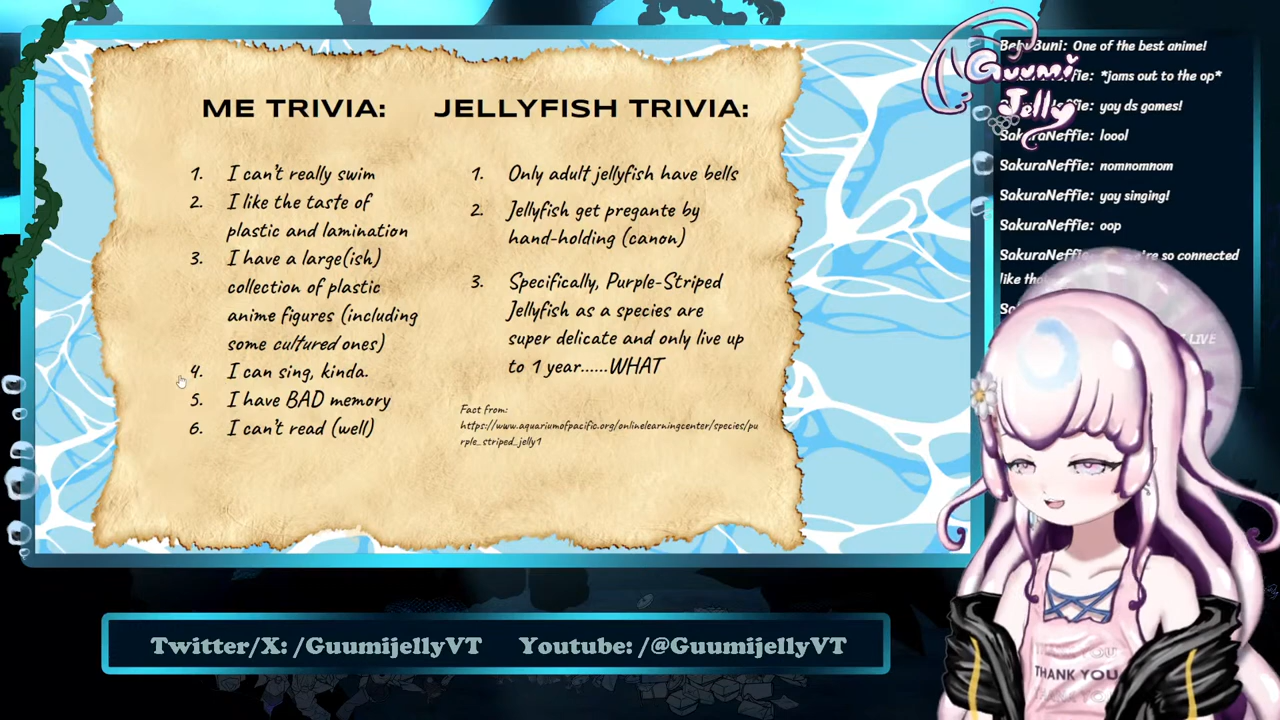 ME TRIVIA:
1. I can't really swim
2. I like the taste of
plastic and lamination
3. I have a large(ish)
collection of plastic
anime figures (including
some cultured ones)
4. I can sing, kinda.
5. I have BAD memory
6. I can't read (well)
JELLYFISH TRIVIA:
1. Only adult jellyfish have bells
2. Jellyfish get pregante by
hand-holding (canon)
3. Specifically, Purple-Striped
Jellyfish as a species are
super delicate and only live up
to 1 year......WHAT
Fact from:
https://www.aquariumofpacific.org/onlinelearningcenter/species/pu
rple_striped_jelly1
Guumi
Jelly
Buni: One of the best anime!
fie: *jams out to the op*
fie: yay ds games!
SakuraNeffie: loool
SakuraNeffie: nomnomnom
SakuraNeffie: yay singing!
SakuraNeffie: oop
SakuraNeffie: so connected
like
LIVE
THANK YOU
Twitter/X: /GuumijellyVT Youtube: /@GuumijellyVT